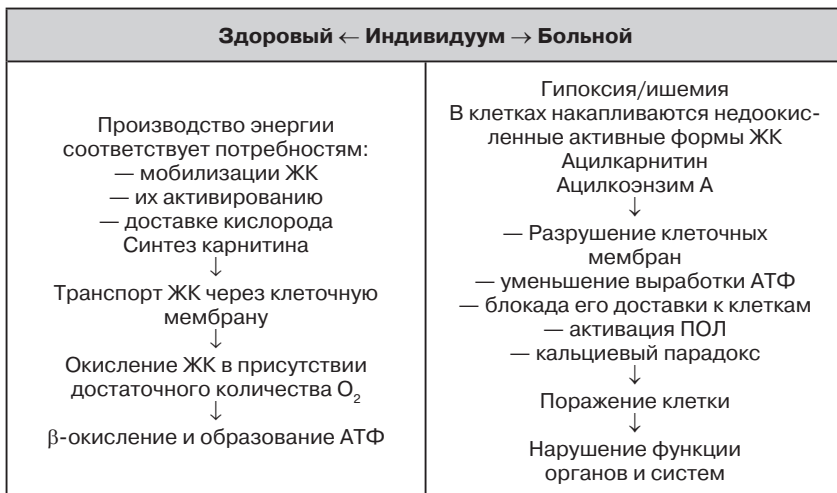 Здоровый ← Индивидуум → Больной
Производство энергии
соответствует потребностям:
— мобилизации ЖК
— их активированию
— доставке кислорода
Синтез карнитина
↓
Транспорт ЖК через клеточную
мембрану
↓
Окисление ЖК в присутствии
достаточного количества O₂
↓
β-окисление и образование АТФ
Гипоксия/ишемия
В клетках накапливаются недоокис-
ленные активные формы ЖК
Ацилкарнитин
Ацилкоэнзим А
↓
— Разрушение клеточных
мембран
— уменьшение выработки АТФ
— блокада его доставки к клеткам
— активация ПОЛ
— кальциевый парадокс
↓
Поражение клетки
↓
Нарушение функции
органов и систем